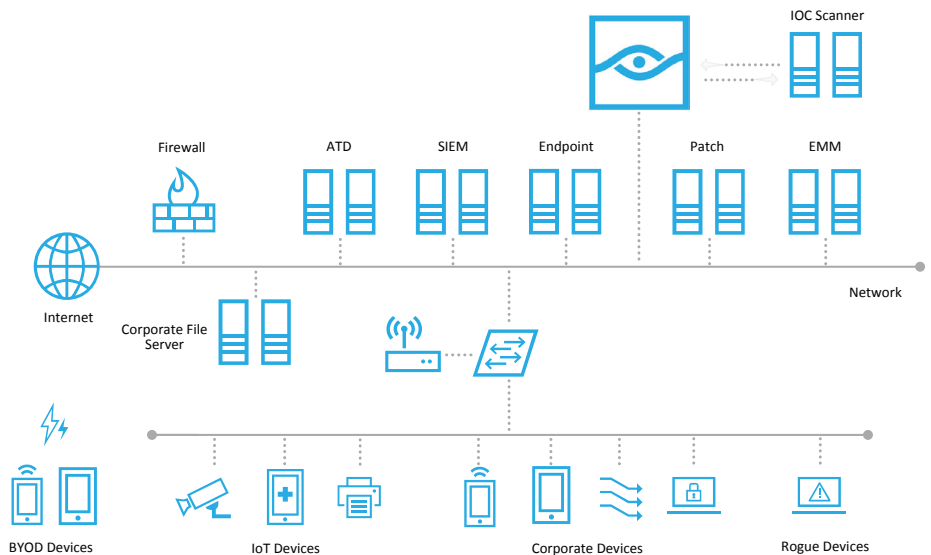 IOC Scanner
Firewall
ATD
SIEM
Endpoint
Patch
EMM
Internet
Network
Corporate File
Server
BYOD Devices
IoT Devices
Corporate Devices
Rogue Devices